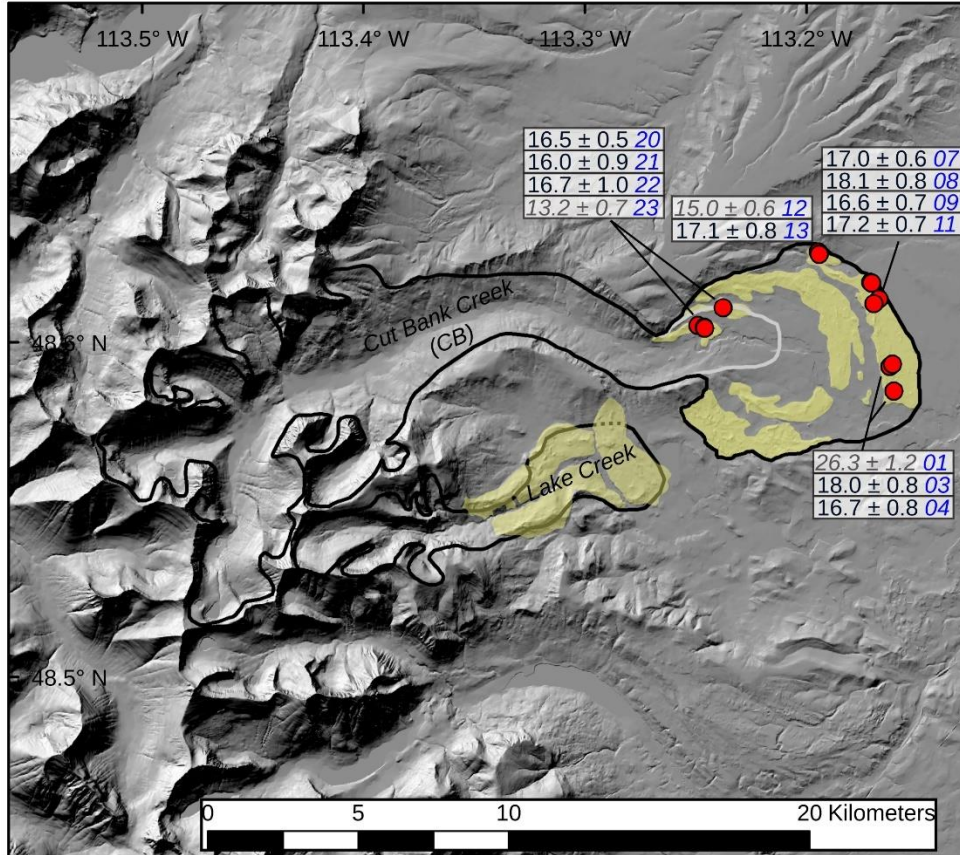 113.5° W
113.4° W
113.3° W
113.2° W
16.5 ± 0.5 20
16.0 ± 0.9 21
16.7 ± 1.0 22
13.2 ± 0.7 23
15.0 ± 0.6 12
17.1 ± 0.8 13
17.0 ± 0.6 07
18.1 ± 0.8 08
16.6 ± 0.7 09
17.2 ± 0.7 11
Cut Bank Creek
(CB)
48.6° N
Lake Creek
26.3 ± 1.2 01
18.0 ± 0.8 03
16.7 ± 0.8 04
48.5° N
0 5 10 20 Kilometers